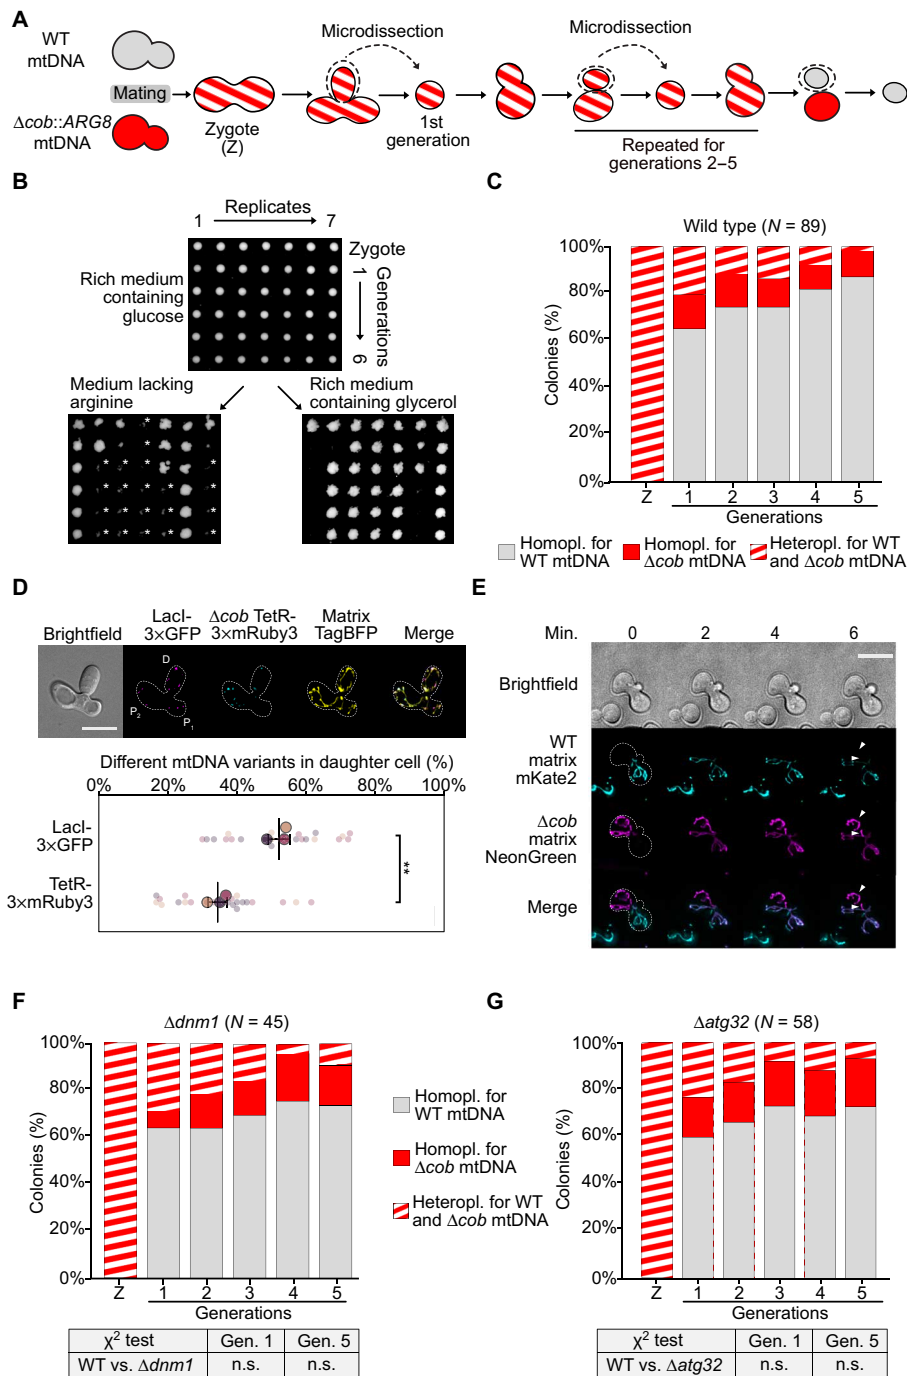 A
WT
mtDNA
Mating
Δcob::ARG8
mtDNA
Zygote
(Z)
Microdissection
1st
generation
Microdissection
Repeated for
generations 2–5
B
Replicates
1
7
Rich medium
containing
glucose
Zygote
1
Generations
6
Medium lacking
arginine
Rich medium
containing glycerol
* * * * * * * * * * * * * * * * * * * * * * *
C
Wild type (N = 89)
Colonies (%)
100%
80%
60%
40%
20%
0%
Z 1 2 3 4 5
Generations
Homopl. for
WT mtDNA
Homopl. for
Δcob mtDNA
Heteropl. for WT
and Δcob mtDNA
D
Brightfield
LacI-
3×GFP
Δcob TetR-
3×mRuby3
Matrix
TagBFP
Merge
D
P2
P1
Different mtDNA variants in daughter cell (%)
0% 20% 40% 60% 80% 100%
LacI-
3×GFP
TetR-
3×mRuby3
**
E
Min. 0 2 4 6
Brightfield
WT
matrix
mKate2
Δcob
matrix
NeonGreen
Merge
F
Δdnm1 (N = 45)
Colonies (%)
100%
80%
60%
40%
20%
0%
Z 1 2 3 4 5
Generations
χ2 test Gen. 1 Gen. 5
WT vs. Δdnm1 n.s. n.s.
Homopl. for
WT mtDNA
Homopl. for
Δcob mtDNA
Heteropl. for WT
and Δcob mtDNA
G
Δatg32 (N = 58)
Colonies (%)
100%
80%
60%
40%
20%
0%
Z 1 2 3 4 5
Generations
χ2 test Gen. 1 Gen. 5
WT vs. Δatg32 n.s. n.s.